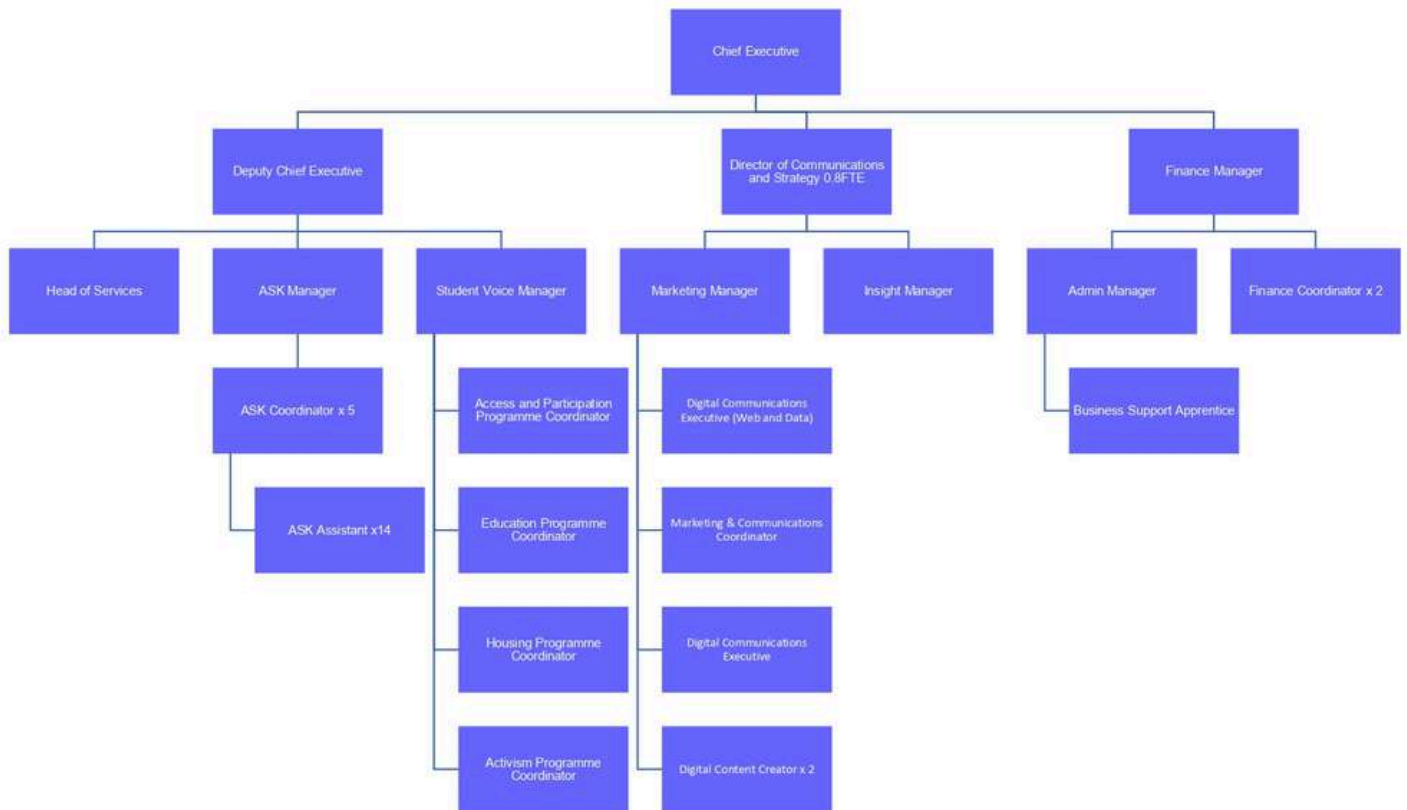 Chief Executive
Deputy Chief Executive
Director of Communications
and Strategy 0.8FTE
Finance Manager
Head of Services
ASK Manager
Student Voice Manager
Marketing Manager
Insight Manager
Admin Manager
Finance Coordinator x 2
ASK Coordinator x 5
Access and Participation
Programme Coordinator
Digital Communications
Executive (Web and Data)
Business Support Apprentice
ASK Assistant x14
Education Programme
Coordinator
Marketing & Communications
Coordinator
Housing Programme
Coordinator
Digital Communications
Executive
Activism Programme
Coordinator
Digital Content Creator x 2